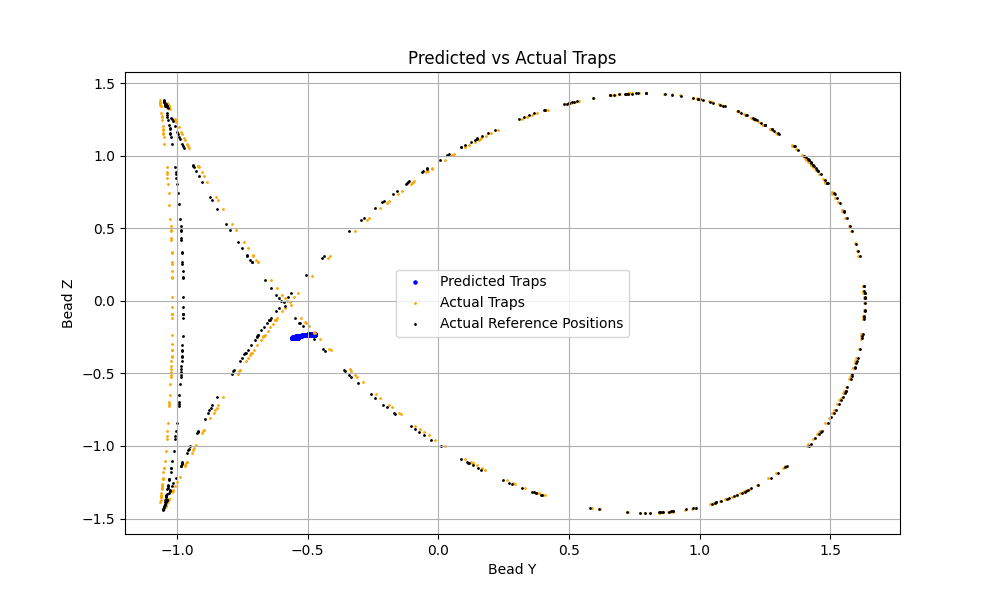 Predicted vs Actual Traps
1.5
1.0
0.5
0.0
−0.5
−1.0
−1.5
Bead Z
Predicted Traps
Actual Traps
Actual Reference Positions
−1.0 −0.5 0.0 0.5 1.0 1.5
Bead Y